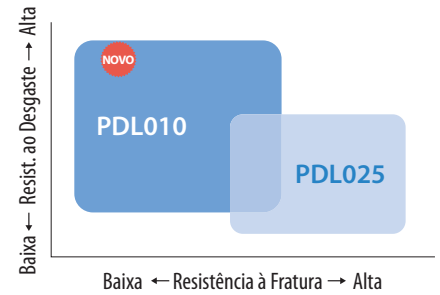 NOVO
PDL010
PDL025
Baixa ← Resist. ao Desgaste → Alta
Baixa ← Resistência à Fratura → Alta